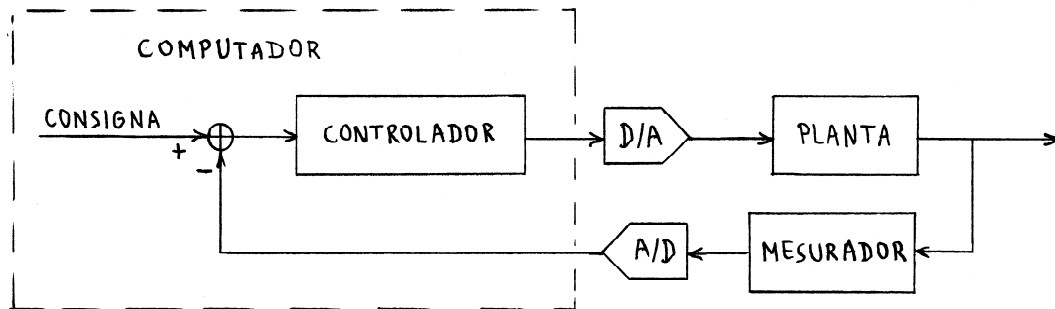 COMPUTADOR
CONSIGNA
+
-
CONTROLADOR
D/A
PLANTA
A/D
MESURADOR